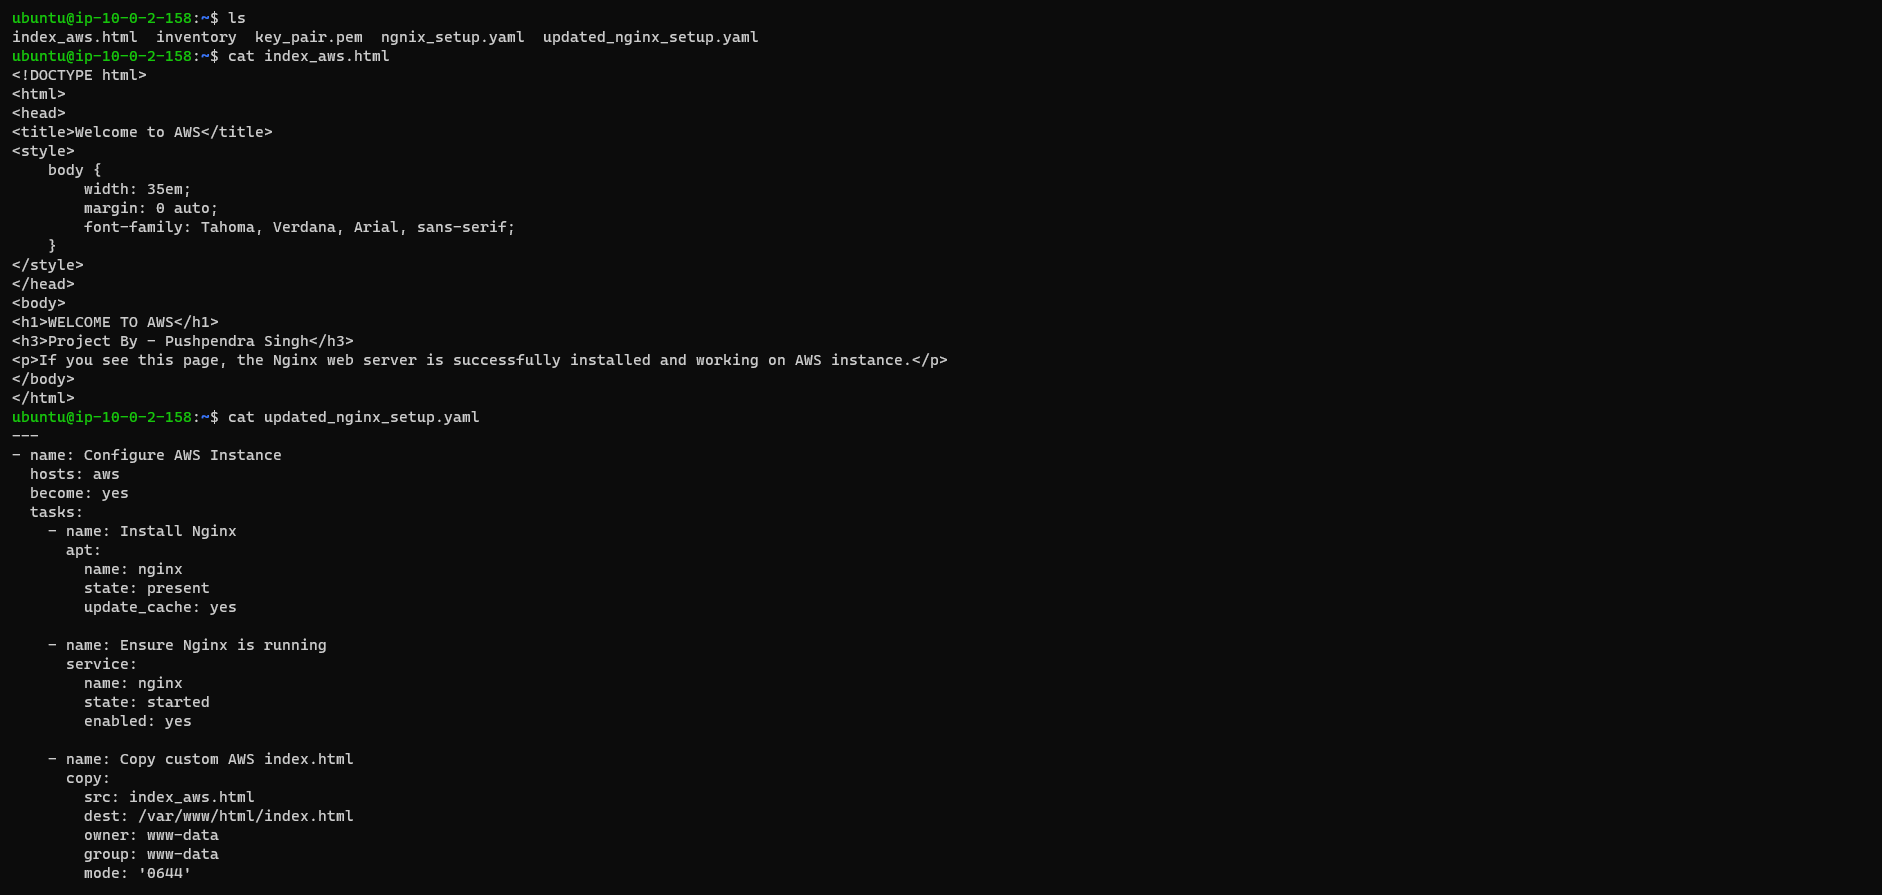 ubuntu@ip-10-0-2-158:~$ ls
index_aws.html  inventory  key_pair.pem  ngnix_setup.yaml  updated_nginx_setup.yaml
ubuntu@ip-10-0-2-158:~$ cat index_aws.html
<!DOCTYPE html>
<html>
<head>
<title>Welcome to AWS</title>
<style>
    body {
        width: 35em;
        margin: 0 auto;
        font-family: Tahoma, Verdana, Arial, sans-serif;
    }
</style>
</head>
<body>
<h1>WELCOME TO AWS</h1>
<h3>Project By - Pushpendra Singh</h3>
<p>If you see this page, the Nginx web server is successfully installed and working on AWS instance.</p>
</body>
</html>
ubuntu@ip-10-0-2-158:~$ cat updated_nginx_setup.yaml
---
- name: Configure AWS Instance
  hosts: aws
  become: yes
  tasks:
    - name: Install Nginx
      apt:
        name: nginx
        state: present
        update_cache: yes

    - name: Ensure Nginx is running
      service:
        name: nginx
        state: started
        enabled: yes

    - name: Copy custom AWS index.html
      copy:
        src: index_aws.html
        dest: /var/www/html/index.html
        owner: www-data
        group: www-data
        mode: '0644'